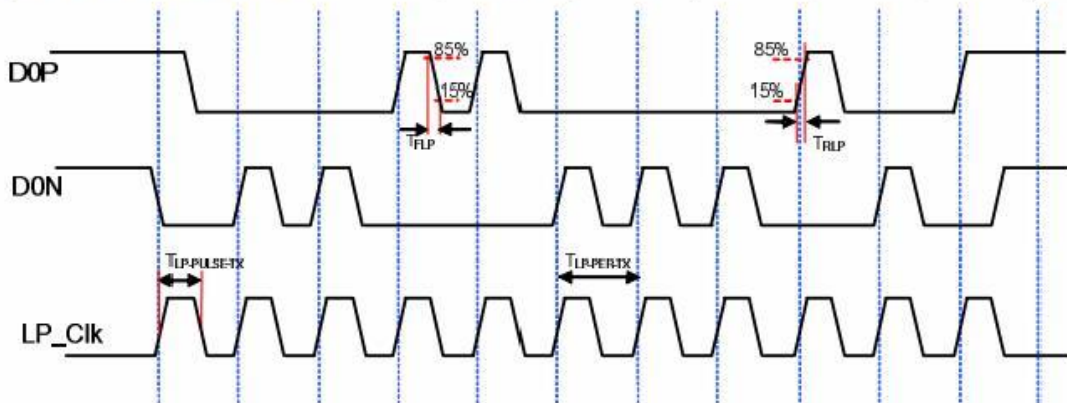 D0P
85%
15%
TFLP
85%
15%
TRLP
D0N
TLP-PULSE-TX
TLP-PER-TX
LP_Clk